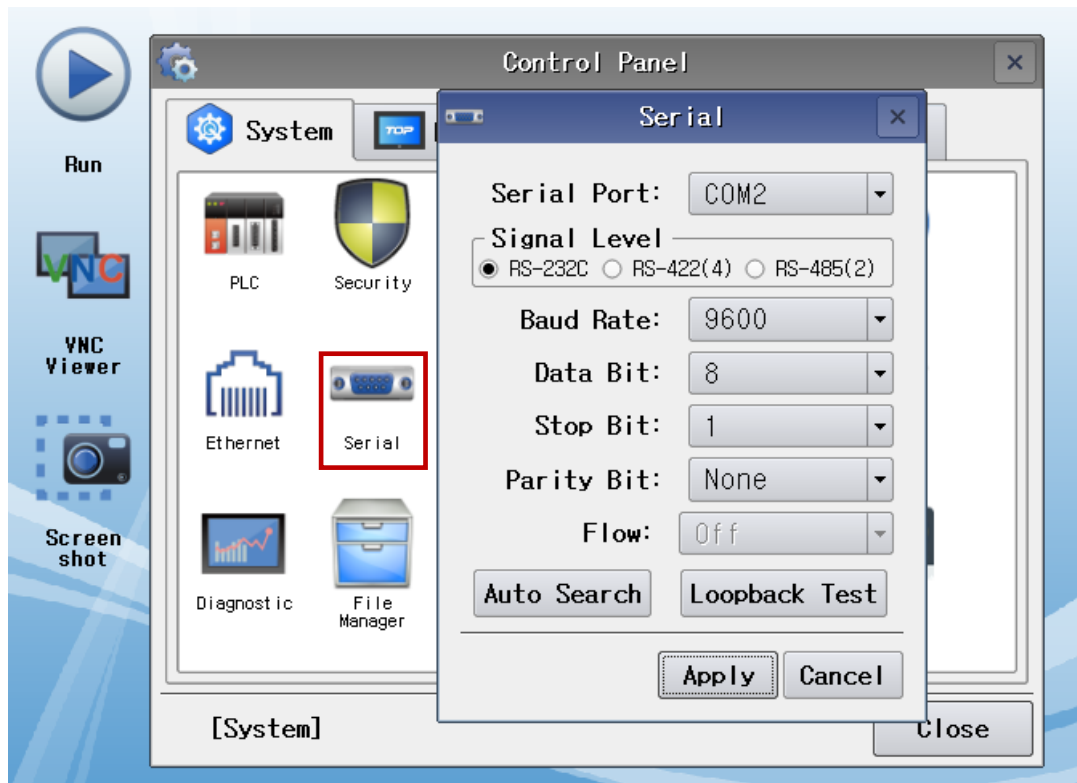 Control Panel
Run
System
TOP
Serial
Serial Port: COM2
Signal Level
RS-232C RS-422(4) RS-485(2)
Baud Rate: 9600
Data Bit: 8
Stop Bit: 1
Parity Bit: None
Flow: Off
Auto Search Loopback Test
Apply Cancel
PLC Security
VNC
VNC
Viewer
Ethernet Serial
Screen
shot
Diagnostic File
Manager
[System] Close